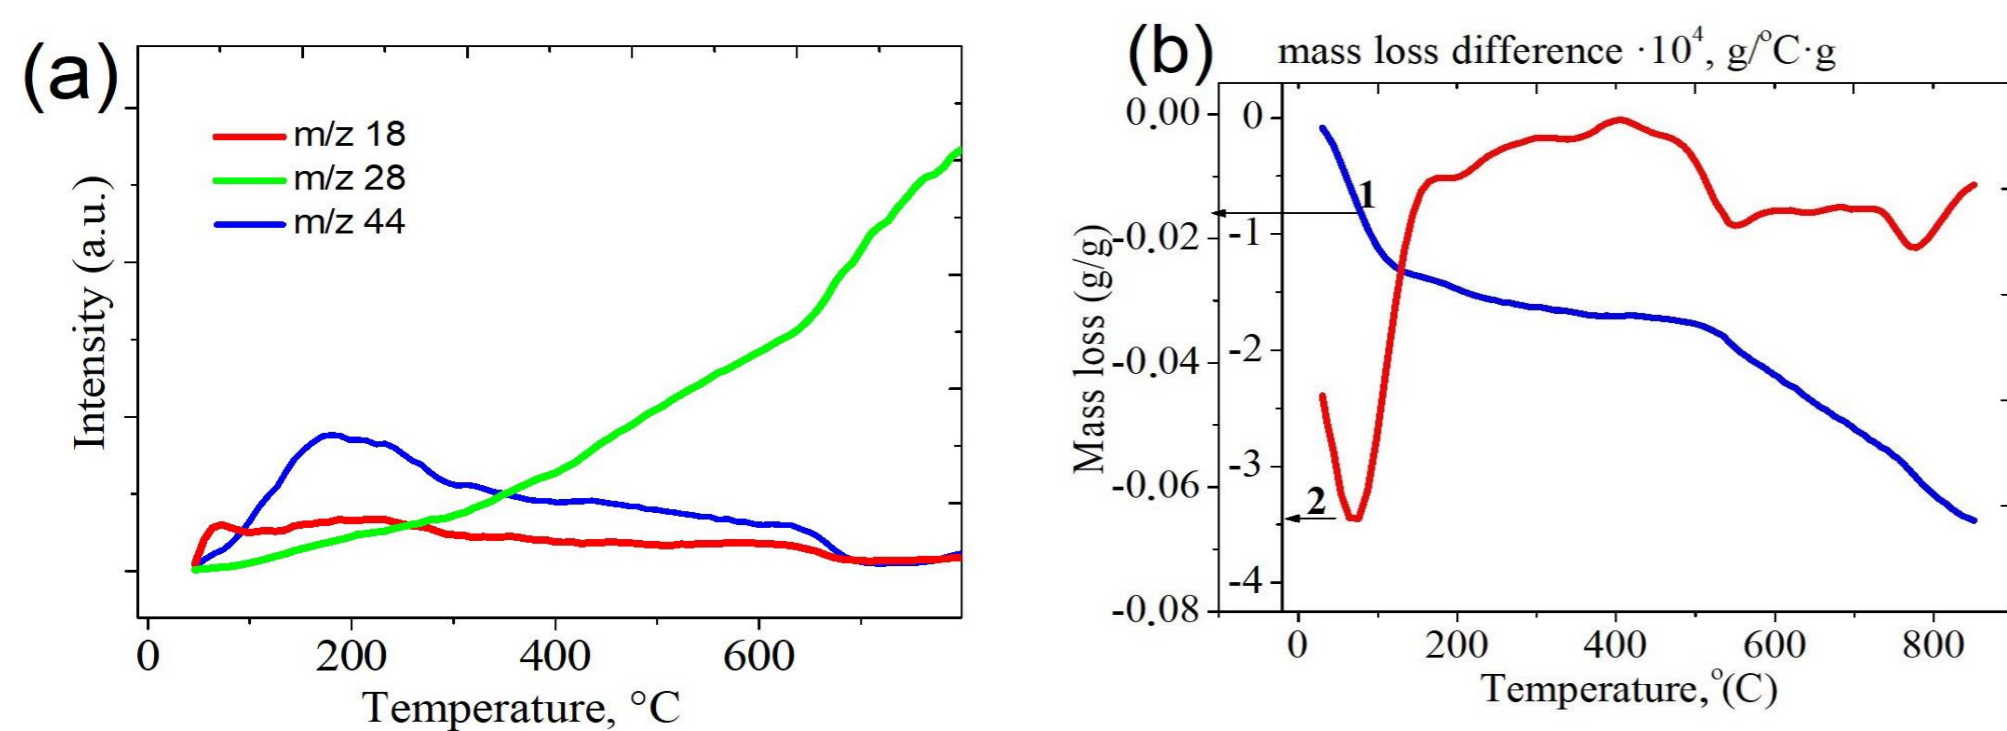 (a)
m/z 18
m/z 28
m/z 44
Intensity (a.u.)
0 200 400 600
Temperature, °C
(b)
mass loss difference ·10⁴, g/°C·g
0.00
-0.02
-0.04
-0.06
-0.08
0
-1
-2
-3
-4
Mass loss (g/g)
1
2
0 200 400 600 800
Temperature,°(C)